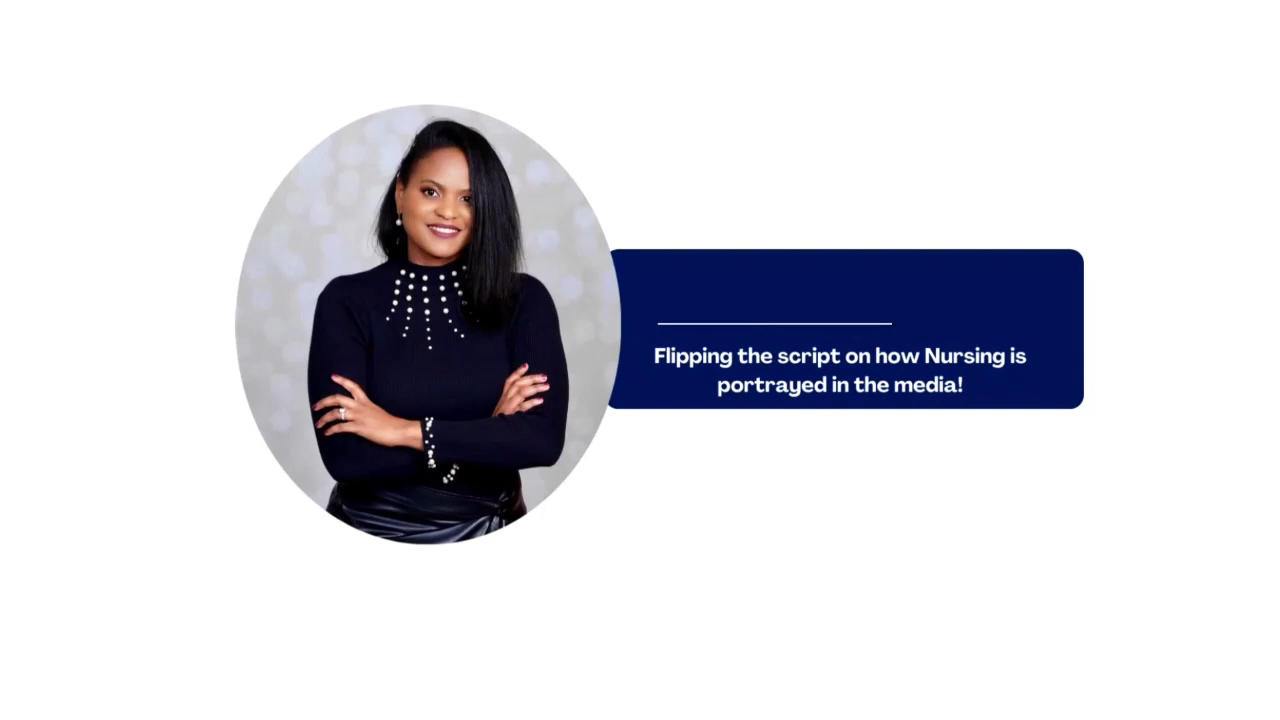 Flipping the script on how Nursing is
portrayed in the media!